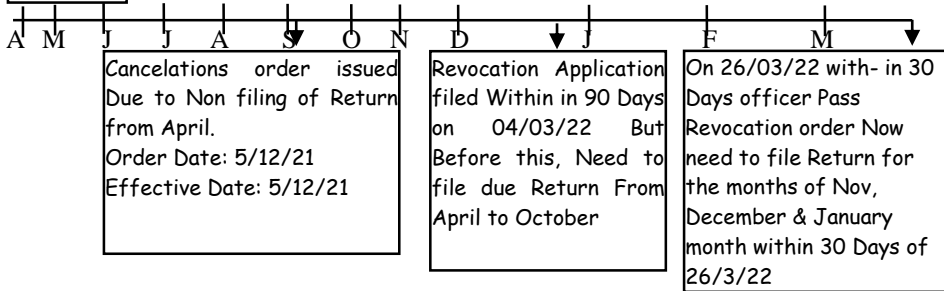 A M J J A S O N D J F M
Cancelations order issued
Due to Non filing of Return
from April.
Order Date: 5/12/21
Effective Date: 5/12/21
Revocation Application
filed Within in 90 Days
on 04/03/22 But
Before this, Need to
file due Return From
April to October
On 26/03/22 with- in 30
Days officer Pass
Revocation order Now
need to file Return for
the months of Nov,
December & January
month within 30 Days of
26/3/22